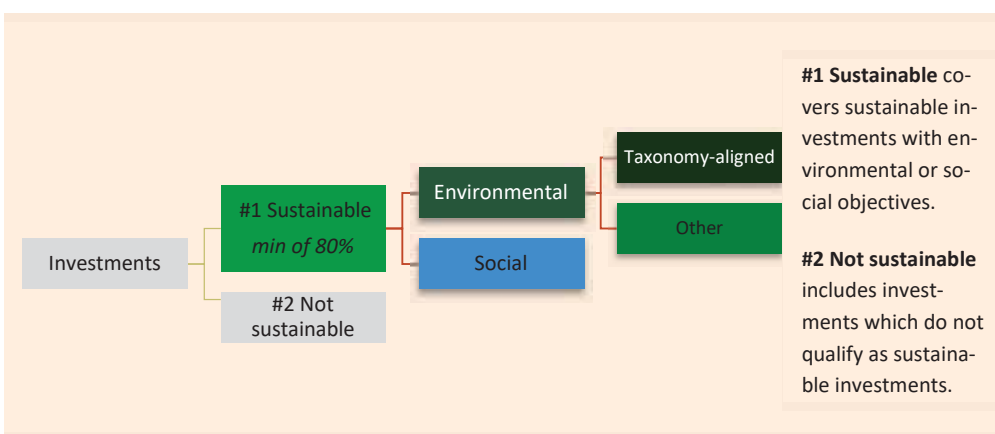 Investments
#1 Sustainable
min of 80%
#2 Not
sustainable
Environmental
Social
Taxonomy-aligned
Other
#1 Sustainable co-
vers sustainable in-
vestments with en-
vironmental or so-
cial objectives.
#2 Not sustainable
includes invest-
ments which do not
qualify as sustaina-
ble investments.